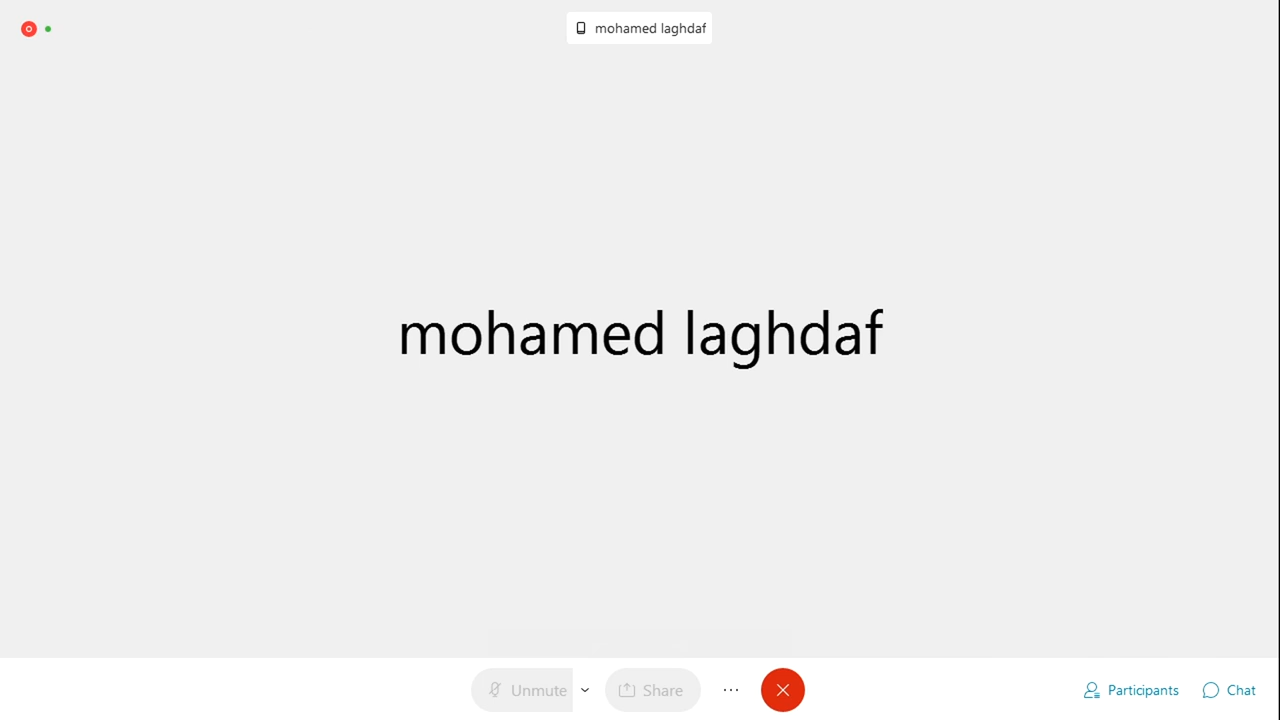 mohamed laghdaf
mohamed laghdaf
Unmute
Share
Participants
Chat